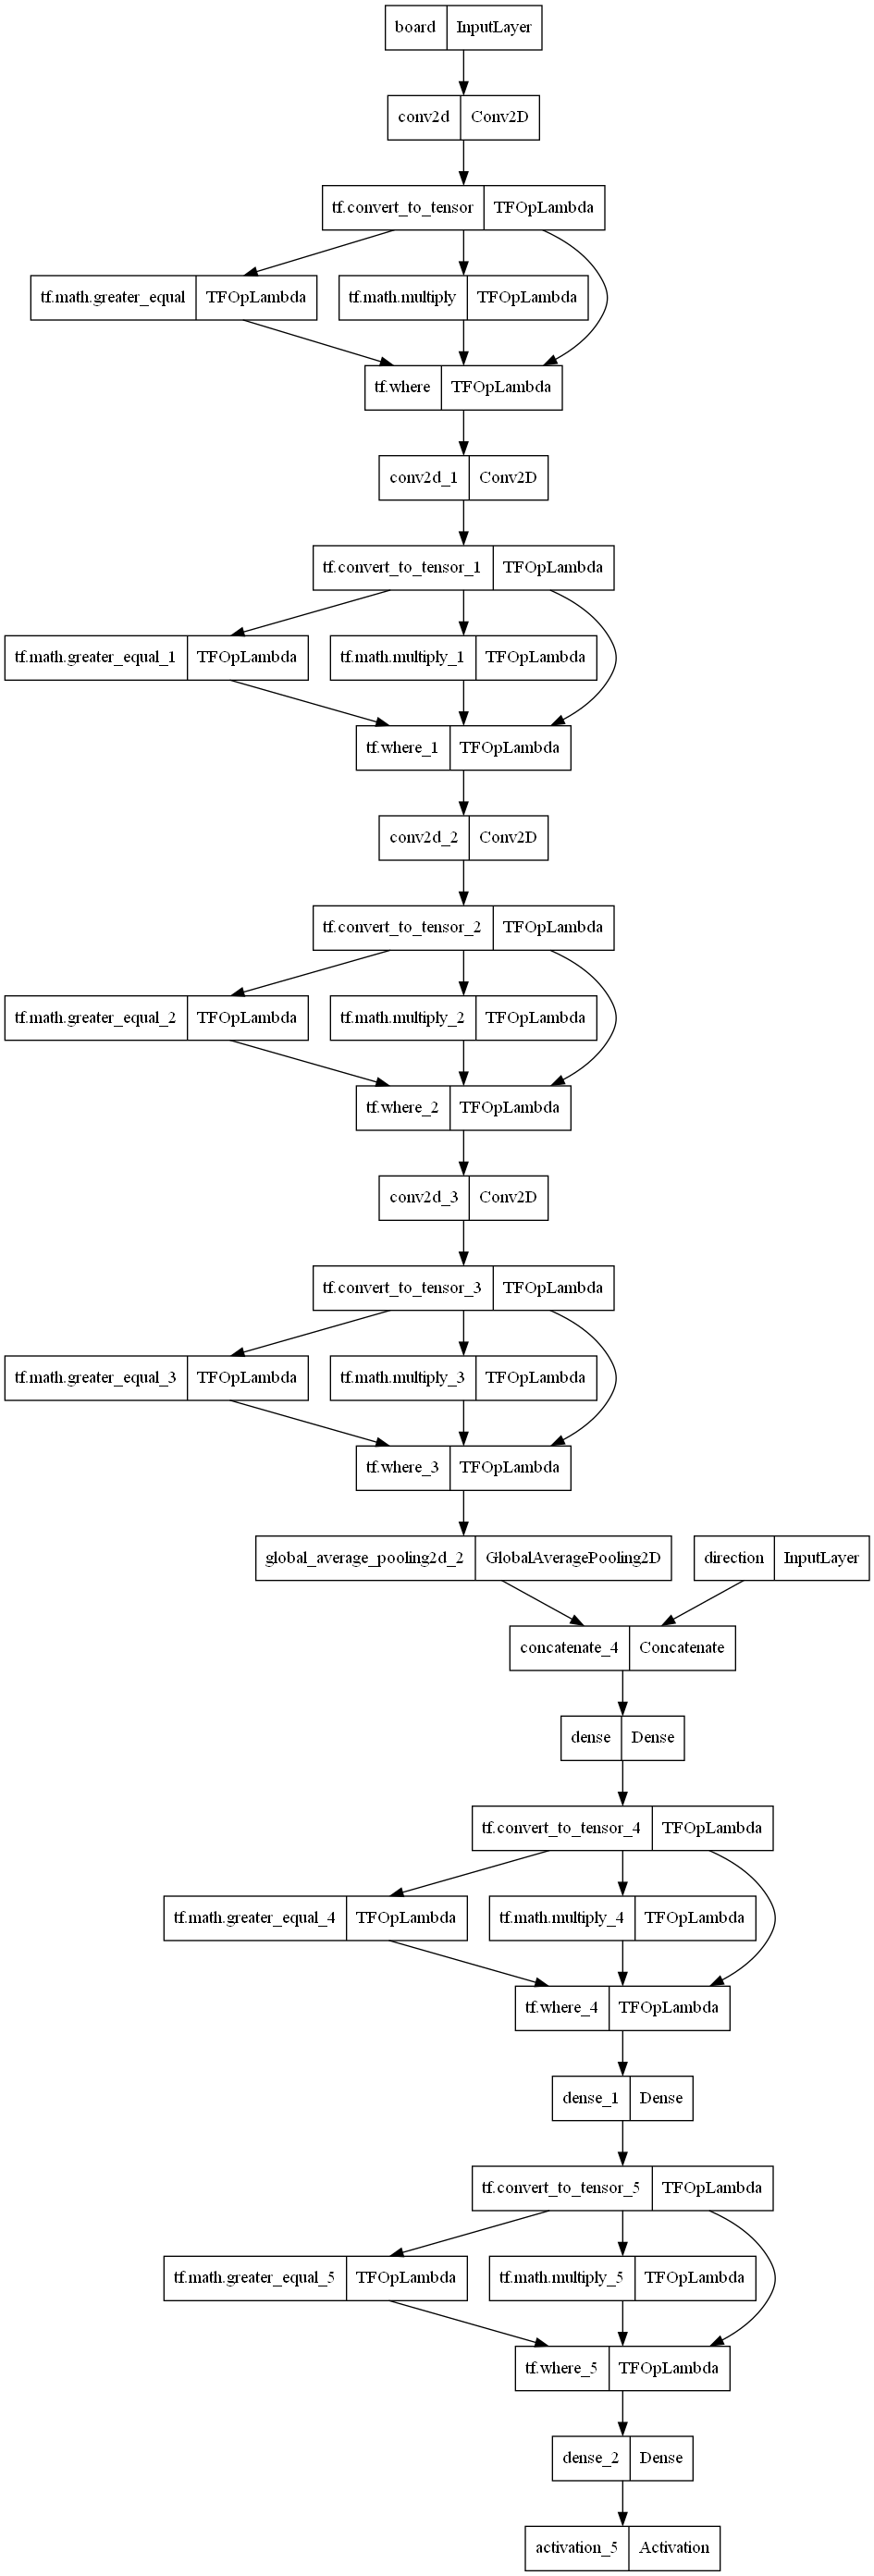 board InputLayer
conv2d Conv2D
tf.convert_to_tensor TFOpLambda
tf.math.greater_equal TFOpLambda tf.math.multiply TFOpLambda
tf.where TFOpLambda
conv2d_1 Conv2D
tf.convert_to_tensor_1 TFOpLambda
tf.math.greater_equal_1 TFOpLambda tf.math.multiply_1 TFOpLambda
tf.where_1 TFOpLambda
conv2d_2 Conv2D
tf.convert_to_tensor_2 TFOpLambda
tf.math.greater_equal_2 TFOpLambda tf.math.multiply_2 TFOpLambda
tf.where_2 TFOpLambda
conv2d_3 Conv2D
tf.convert_to_tensor_3 TFOpLambda
tf.math.greater_equal_3 TFOpLambda tf.math.multiply_3 TFOpLambda
tf.where_3 TFOpLambda
global_average_pooling2d_2 GlobalAveragePooling2D direction InputLayer
concatenate_4 Concatenate
dense Dense
tf.convert_to_tensor_4 TFOpLambda
tf.math.greater_equal_4 TFOpLambda tf.math.multiply_4 TFOpLambda
tf.where_4 TFOpLambda
dense_1 Dense
tf.convert_to_tensor_5 TFOpLambda
tf.math.greater_equal_5 TFOpLambda tf.math.multiply_5 TFOpLambda
tf.where_5 TFOpLambda
dense_2 Dense
activation_5 Activation